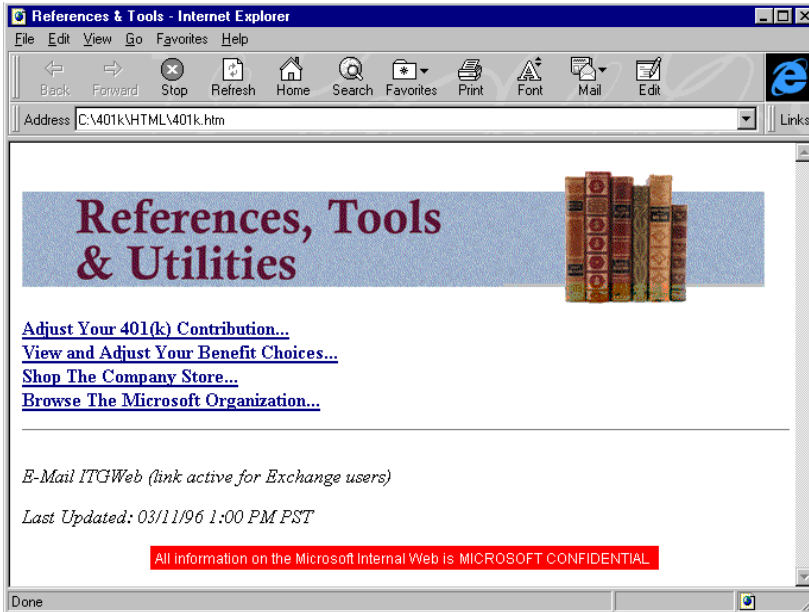 References & Tools - Internet Explorer
File Edit View Go Favorites Help
Back Forward Stop Refresh Home Search Favorites Print Font Mail Edit
Address C:\401k\HTML\401k.htm Links
References, Tools
& Utilities
Adjust Your 401(k) Contribution...
View and Adjust Your Benefit Choices...
Shop The Company Store...
Browse The Microsoft Organization...
E-Mail ITGWeb (link active for Exchange users)
Last Updated: 03/11/96 1:00 PM PST
All information on the Microsoft Internal Web is MICROSOFT CONFIDENTIAL
Done